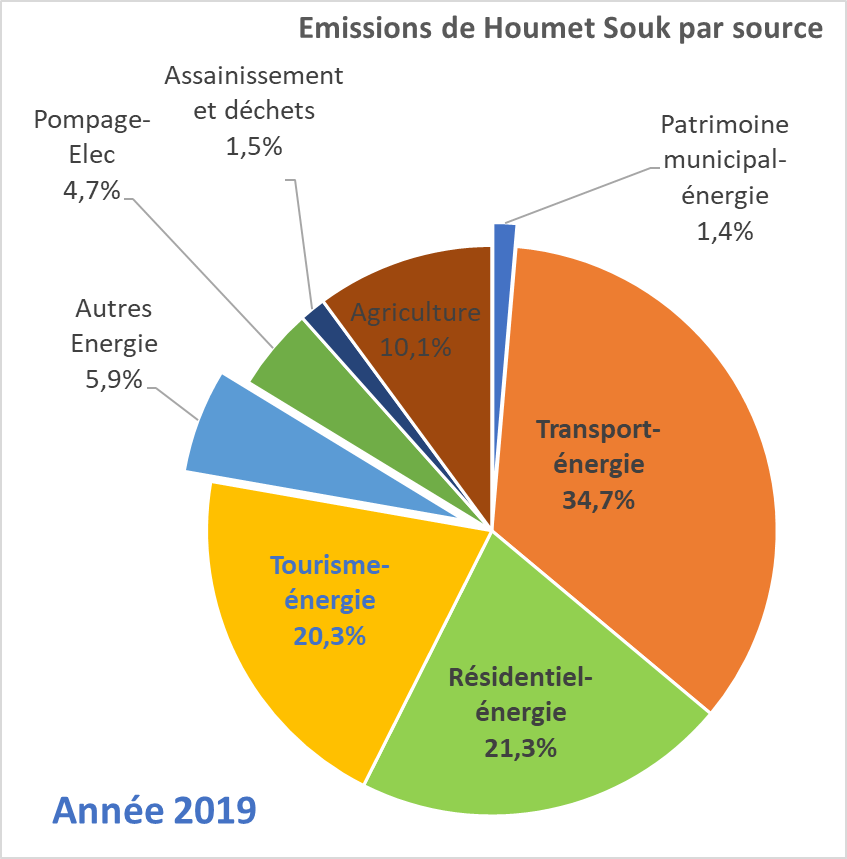 Emissions de Houmet Souk par source
Assainissement
et déchets
1,5%
Pompage-
Elec
4,7%
Patrimoine
municipal-
énergie
1,4%
Autres
Energie
5,9%
Agriculture
10,1%
Transport-
énergie
34,7%
Tourisme-
énergie
20,3%
Résidentiel-
énergie
21,3%
Année 2019